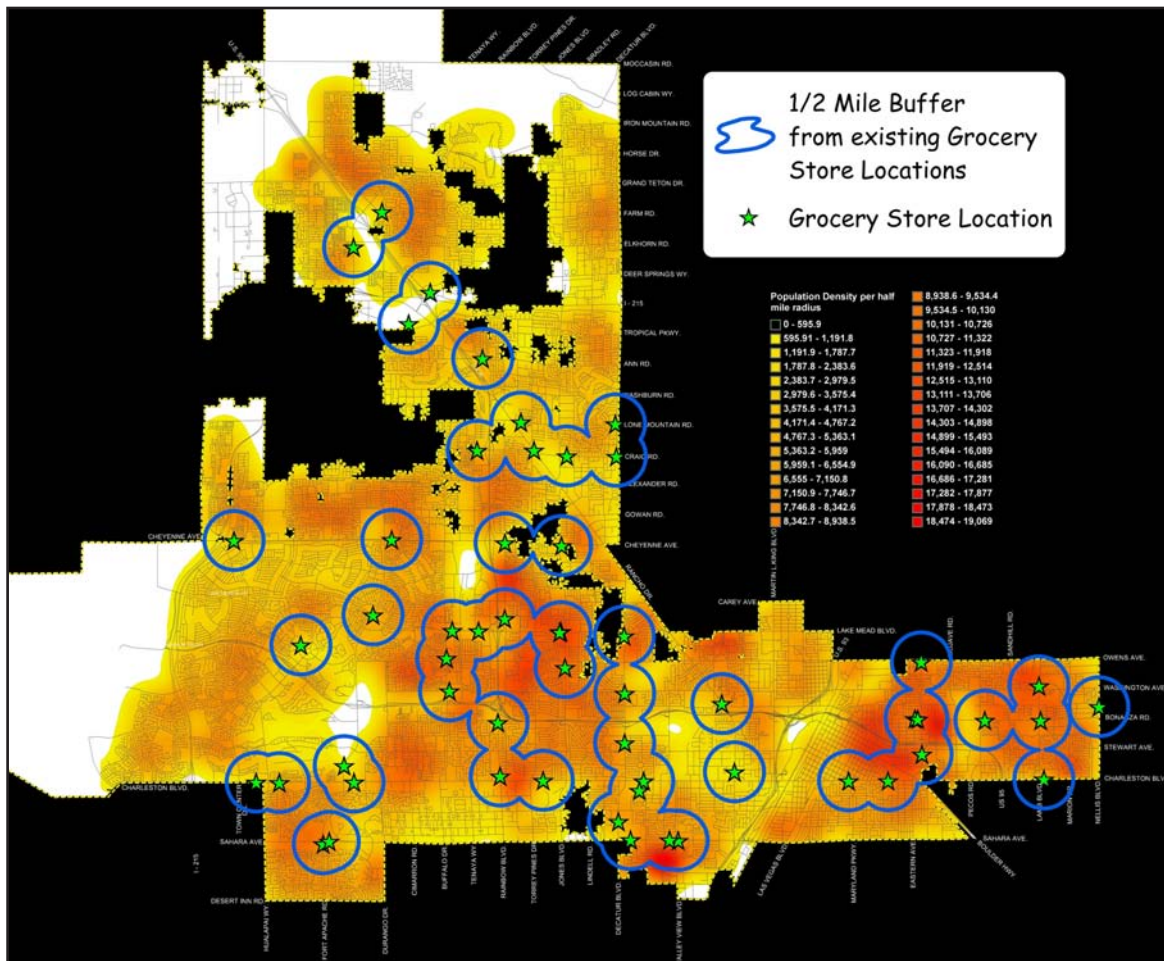 U.S. 95
TENAYA WY.
RAINBOW BLVD.
TORREY PINES DR.
JONES BLVD.
BRADLEY RD.
DECATUR BLVD.
MOCCASIN RD.
LOG CABIN WY.
IRON MOUNTAIN RD.
HORSE DR.
GRAND TETON DR.
FARM RD.
ELKHORN RD.
DEER SPRINGS WY.
I - 215
TROPICAL PKWY.
ANN RD.
WASHBURN RD.
LONE MOUNTAIN RD.
CRAIG RD.
ALEXANDER RD.
GOWAN RD.
CHEYENNE AVE.
1/2 Mile Buffer
from existing Grocery
Store Locations
Grocery Store Location
Population Density per half
mile radius
0 - 595.9
595.91 - 1,191.8
1,191.9 - 1,787.7
1,787.8 - 2,383.6
2,383.7 - 2,979.5
2,979.6 - 3,575.4
3,575.5 - 4,171.3
4,171.4 - 4,767.2
4,767.3 - 5,363.1
5,363.2 - 5,959
5,959.1 - 6,554.9
6,555 - 7,150.8
7,150.9 - 7,746.7
7,746.8 - 8,342.6
8,342.7 - 8,938.5
8,938.6 - 9,534.4
9,534.5 - 10,130
10,131 - 10,726
10,727 - 11,322
11,323 - 11,918
11,919 - 12,514
12,515 - 13,110
13,111 - 13,706
13,707 - 14,302
14,303 - 14,898
14,899 - 15,493
15,494 - 16,089
16,090 - 16,685
16,686 - 17,281
17,282 - 17,877
17,878 - 18,473
18,474 - 19,069
CHEYENNE AVE.
RANCHO DR.
MARTIN L KING BLVD.
CAREY AVE.
LAKE MEAD BLVD.
U.S. 93
SANDHILL RD.
OWENS AVE.
WASHINGTON AVE.
BONANZA RD.
STEWART AVE.
CHARLESTON BLVD.
CHARLESTON BLVD.
TOWN CENTER
SAHARA AVE.
I - 215
DESERT INN RD.
HUALAPAI WY.
FORT APACHE RD.
DURANGO DR.
CIMARRON RD.
BUFFALO DR.
TENAYA WY.
RAINBOW BLVD.
TORREY PINES DR.
JONES BLVD.
LINDELL RD.
DECATUR BLVD.
VALLEY VIEW BLVD.
LAS VEGAS BLVD.
MARYLAND PKWY.
EASTERN AVE.
SAHARA AVE.
BOULDER HWY.
PECOS RD.
US 95
LAMB BLVD.
MARION DR.
NELLIS BLVD.